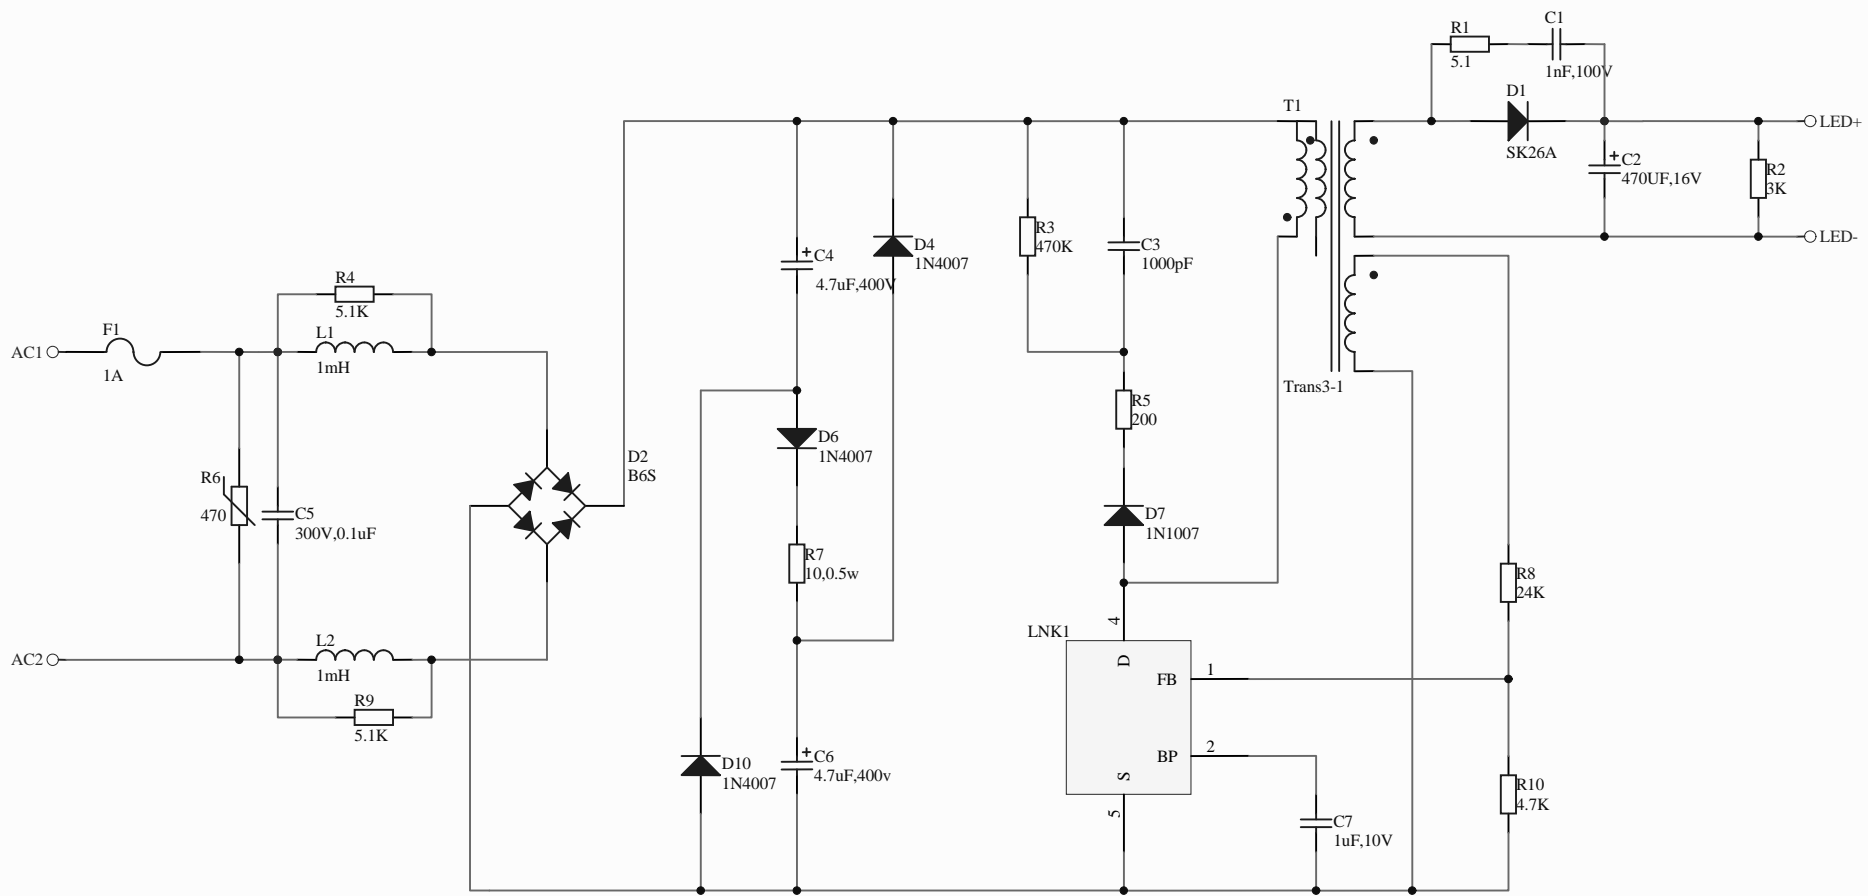 R1
5.1
C1
1nF,100V
D1
SK26A
LED+
C2
470UF,16V
R2
3K
LED-
T1
Trans3-1
R3
470K
C3
1000pF
C4
4.7uF,400V
D4
1N4007
R4
5.1K
F1
AC1
1A
L1
1mH
R5
200
D6
1N4007
D2
B6S
R6
470
C5
300V,0.1uF
D7
1N1007
R7
10,0.5w
R8
24K
LNK1
4
D
FB
1
BP
2
S
5
AC2
L2
1mH
R9
5.1K
D10
1N4007
C6
4.7uF,400v
R10
4.7K
C7
1uF,10V